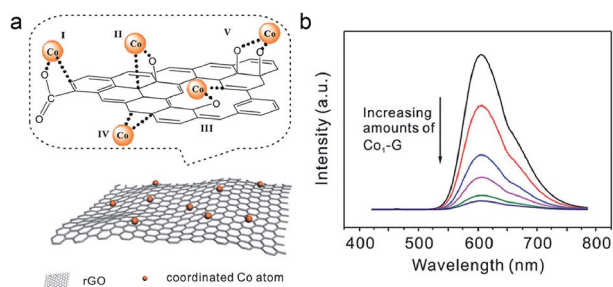 a
I
II
V
Co
Co
Co
O
O
O
O
Co
O
C
O
IV
Co
III
rGO
coordinated Co atom
b
Intensity (a.u.)
Increasing
amounts of
Co₁-G
400 500 600 700 800
Wavelength (nm)